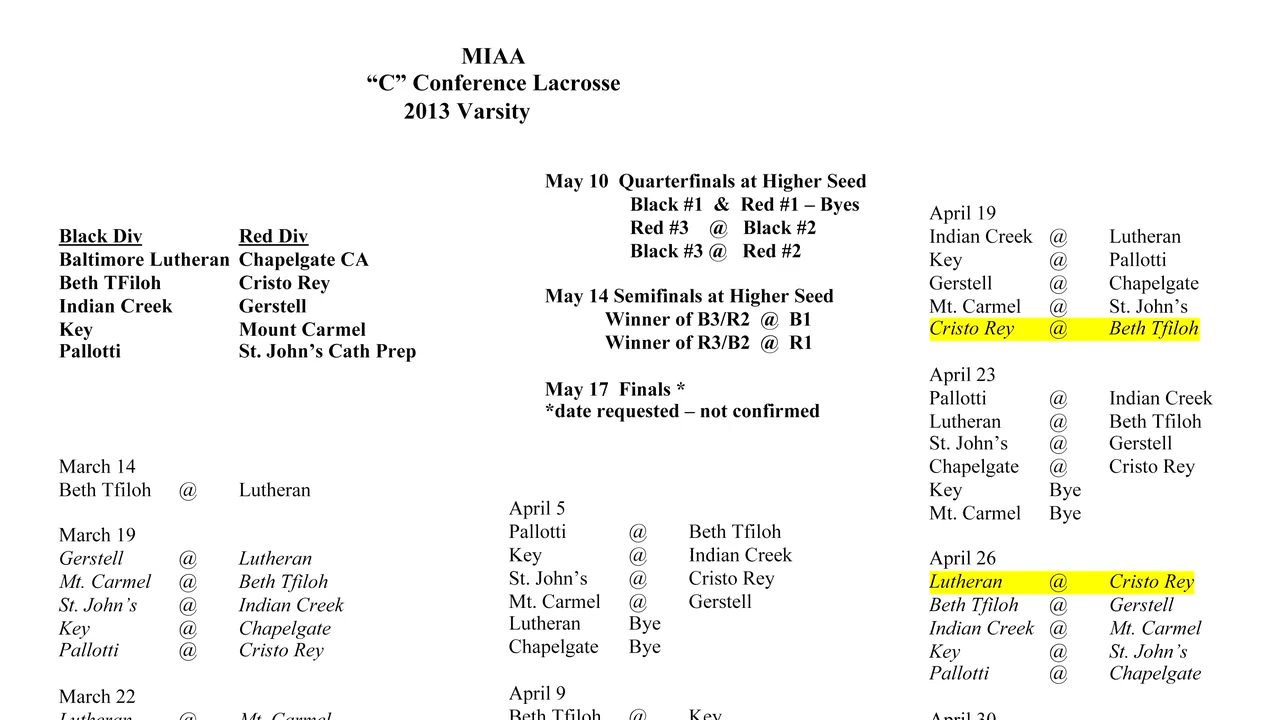 MIAA
“C” Conference Lacrosse
2013 Varsity
Black Div Red Div
Baltimore Lutheran Chapelgate CA
Beth TFiloh Cristo Rey
Indian Creek Gerstell
Key Mount Carmel
Pallotti St. John’s Cath Prep
March 14
Beth Tfiloh @ Lutheran
March 19
Gerstell @ Lutheran
Mt. Carmel @ Beth Tfiloh
St. John’s @ Indian Creek
Key @ Chapelgate
Pallotti @ Cristo Rey
March 22
Lutheran @ Mt. Carmel
May 10 Quarterfinals at Higher Seed
Black #1 & Red #1 – Byes
Red #3 @ Black #2
Black #3 @ Red #2
May 14 Semifinals at Higher Seed
Winner of B3/R2 @ B1
Winner of R3/B2 @ R1
May 17 Finals *
*date requested – not confirmed
April 5
Pallotti @ Beth Tfiloh
Key @ Indian Creek
St. John’s @ Cristo Rey
Mt. Carmel @ Gerstell
Lutheran Bye
Chapelgate Bye
April 9
Beth Tfiloh @ Key
April 19
Indian Creek @ Lutheran
Key @ Pallotti
Gerstell @ Chapelgate
Mt. Carmel @ St. John’s
Cristo Rey @ Beth Tfiloh
April 23
Pallotti @ Indian Creek
Lutheran @ Beth Tfiloh
St. John’s @ Gerstell
Chapelgate @ Cristo Rey
Key Bye
Mt. Carmel Bye
April 26
Lutheran @ Cristo Rey
Beth Tfiloh @ Gerstell
Indian Creek @ Mt. Carmel
Key @ St. John’s
Pallotti @ Chapelgate
April 30